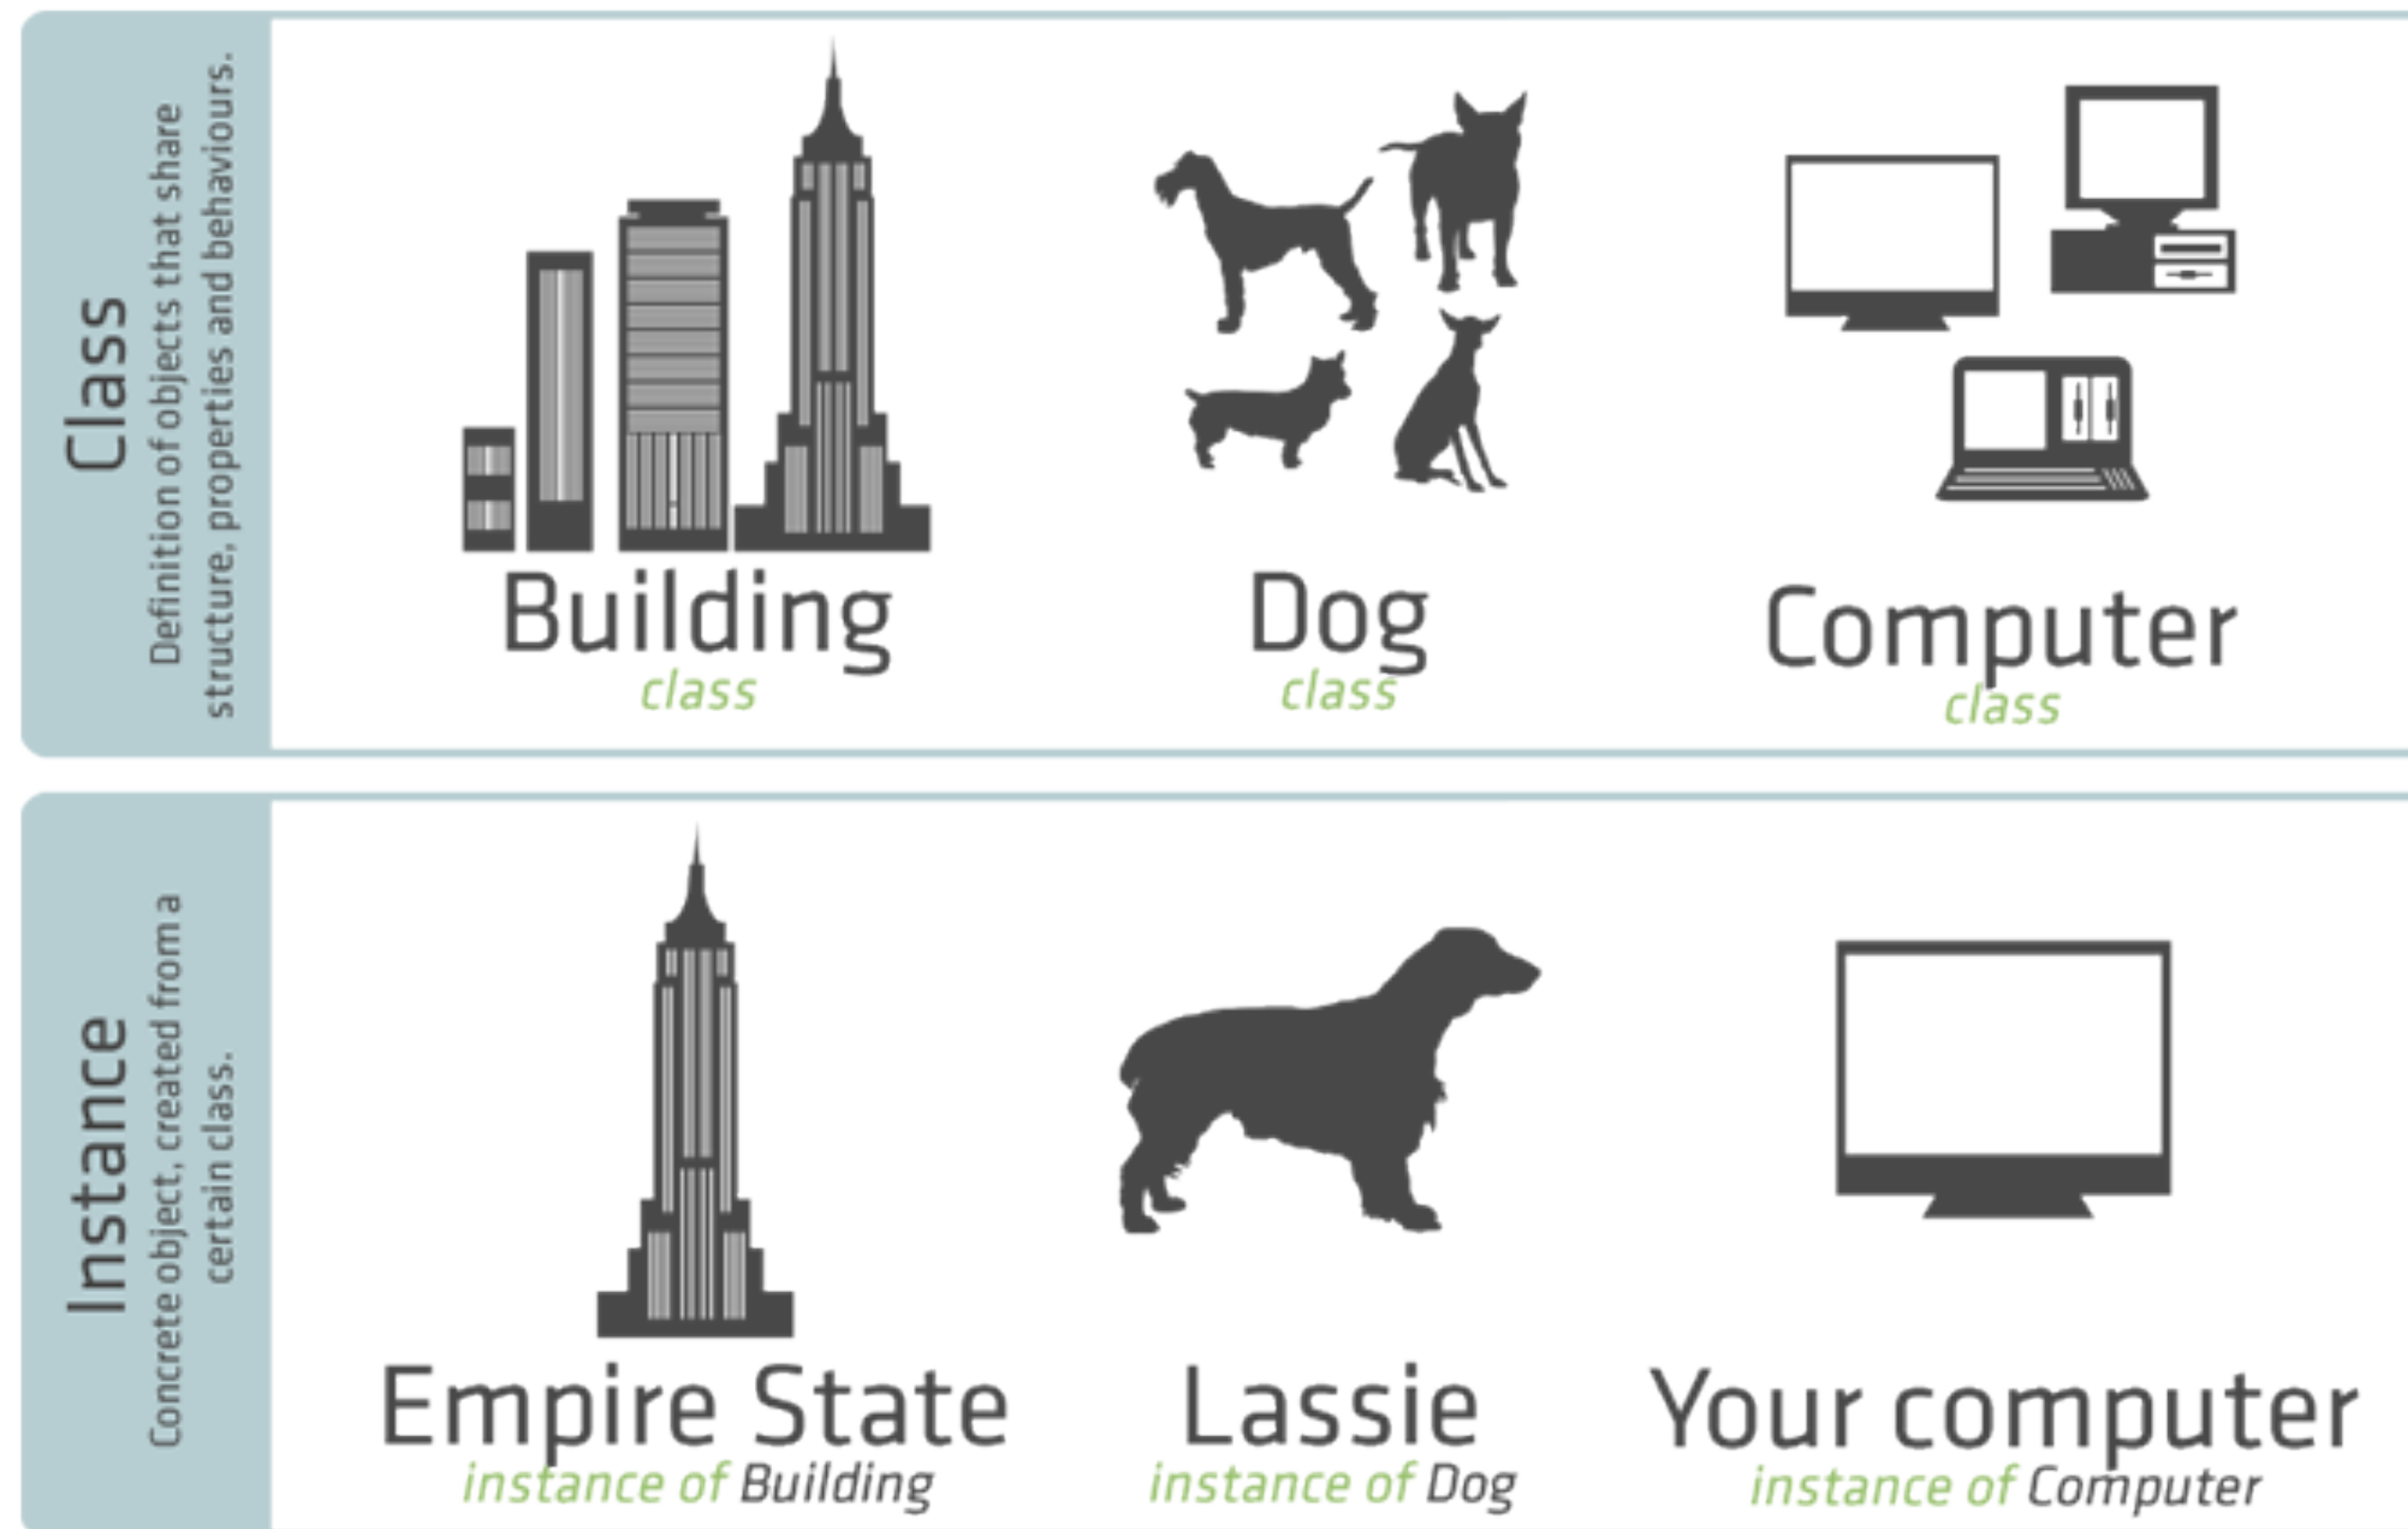 Class
Definition of objects that share
structure, properties and behaviours.
Building
class
Dog
class
Computer
class
Instance
Concrete object, created from a
certain class.
Empire State
instance of Building
Lassie
instance of Dog
Your computer
instance of Computer